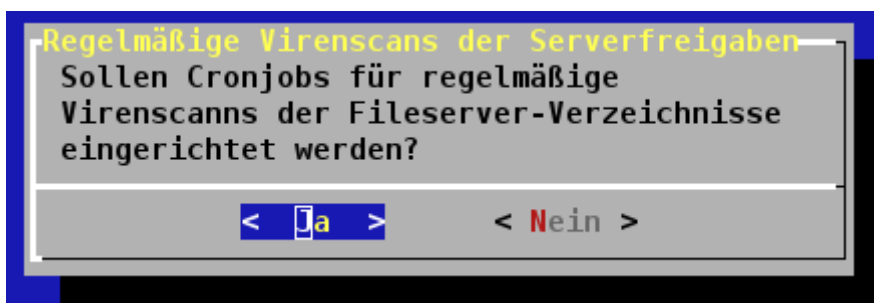 Regelmäßige Virenscans der Serverfreigaben
Sollen Cronjobs für regelmäßige
Virenscanns der Fileserver-Verzeichnisse
eingerichtet werden?
< Ja > < Nein >